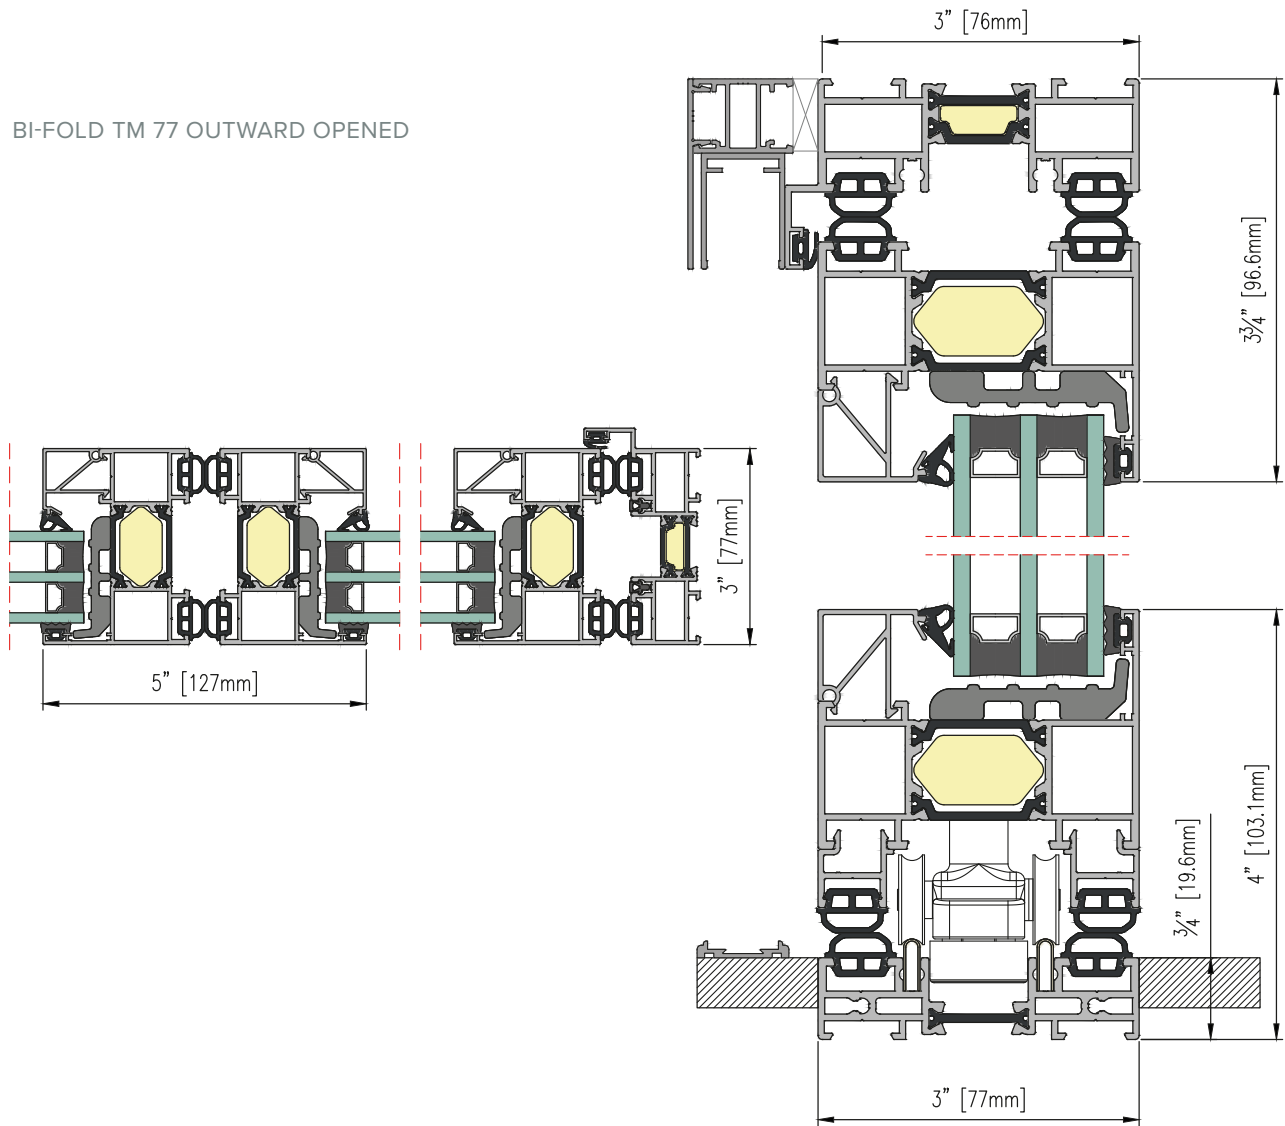 3" [76mm]
BI-FOLD TM 77 OUTWARD OPENED
3¾" [96.6mm]
3" [77mm]
5" [127mm]
4" [103.1mm]
¾" [19.6mm]
3" [77mm]